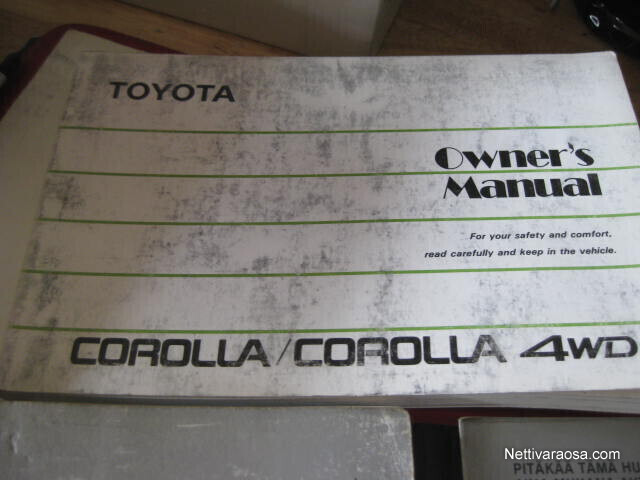 TOYOTA
Owner's
Manual
For your safety and comfort,
read carefully and keep in the vehicle.
COROLLA/COROLLA 4WD
PITÄKÄÄ TÄMÄ HU
Nettivaraosa.com